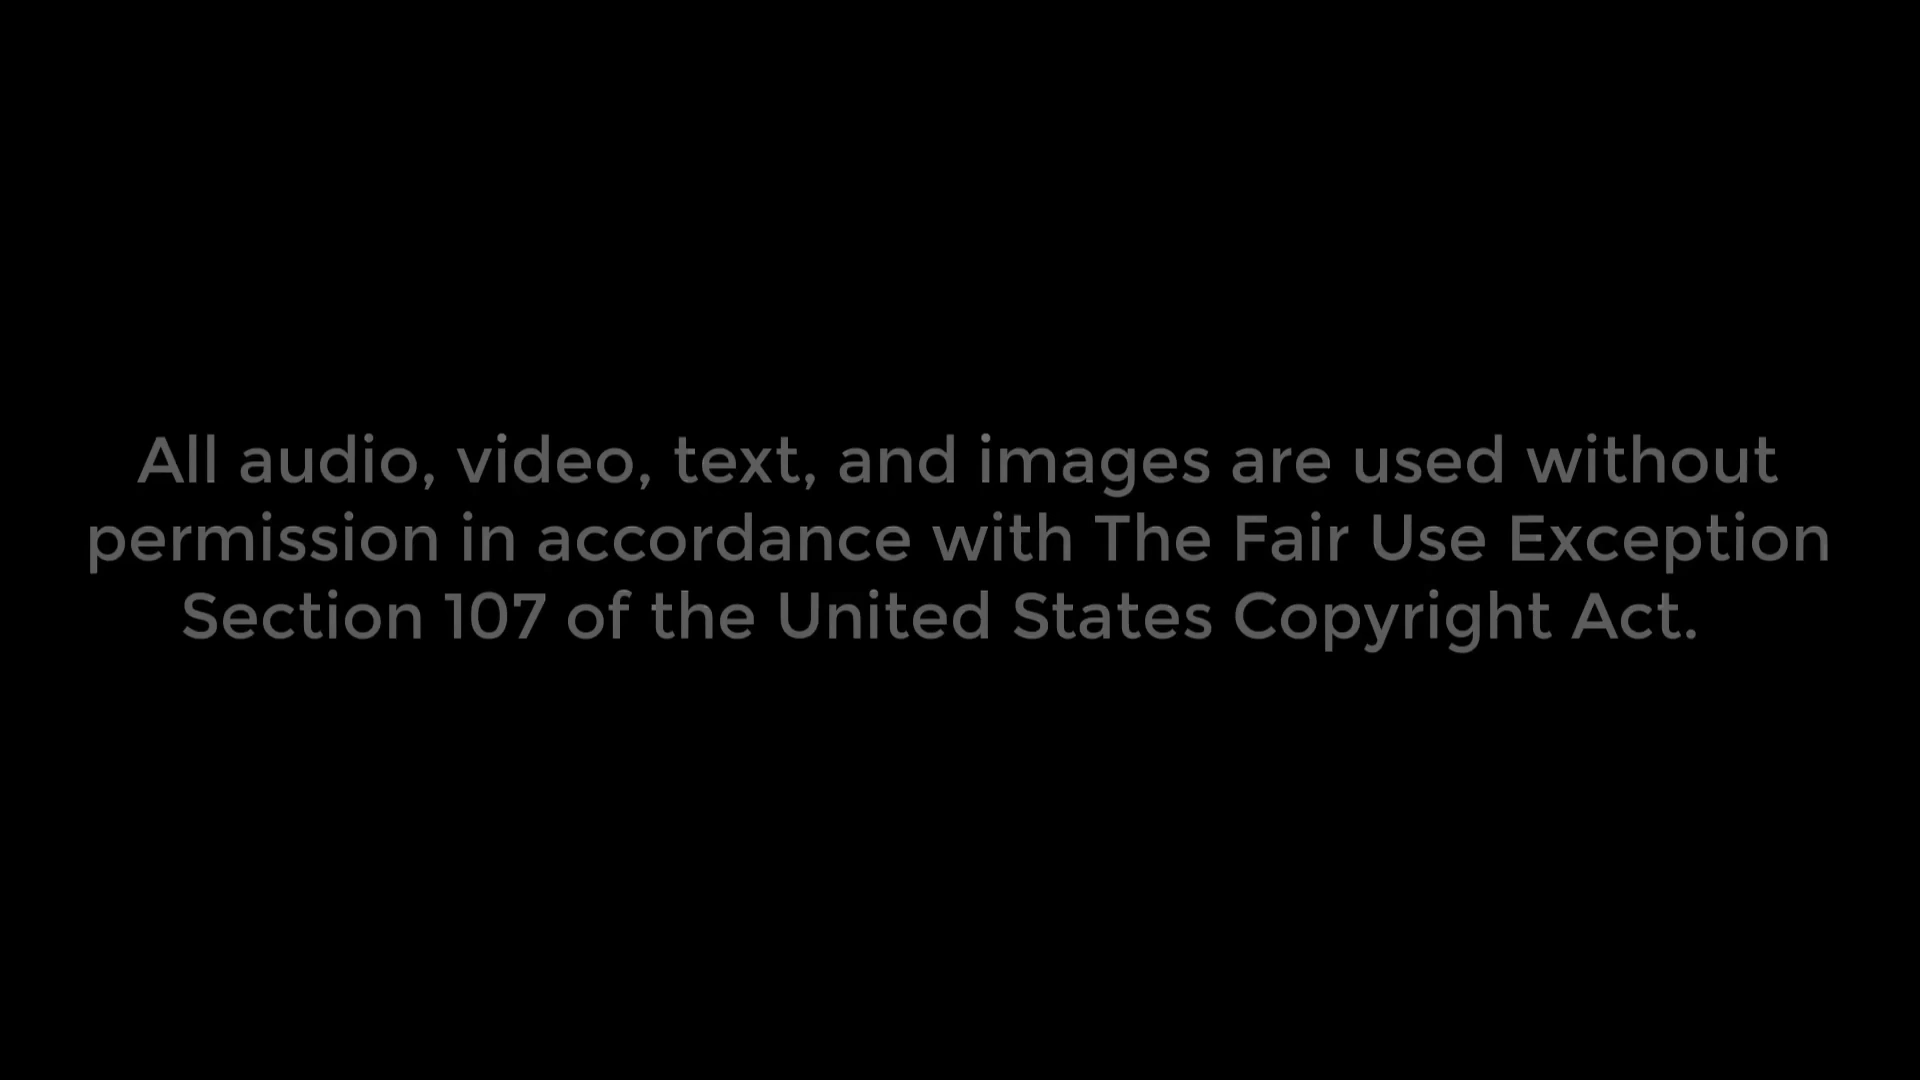 All audio, video, text, and images are used without
permission in accordance with The Fair Use Exception
Section 107 of the United States Copyright Act.